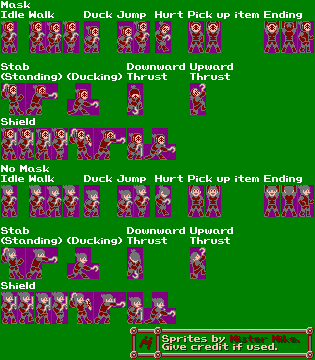 Mask
Idle Walk Duck Jump Hurt Pick up item Ending
Stab Downward Upward
(Standing) (Ducking) Thrust Thrust
Shield
No Mask
Idle Walk Duck Jump Hurt Pick up item Ending
Stab Downward Upward
(Standing) (Ducking) Thrust Thrust
Shield
Sprites by Mister Mike.
Give credit if used.